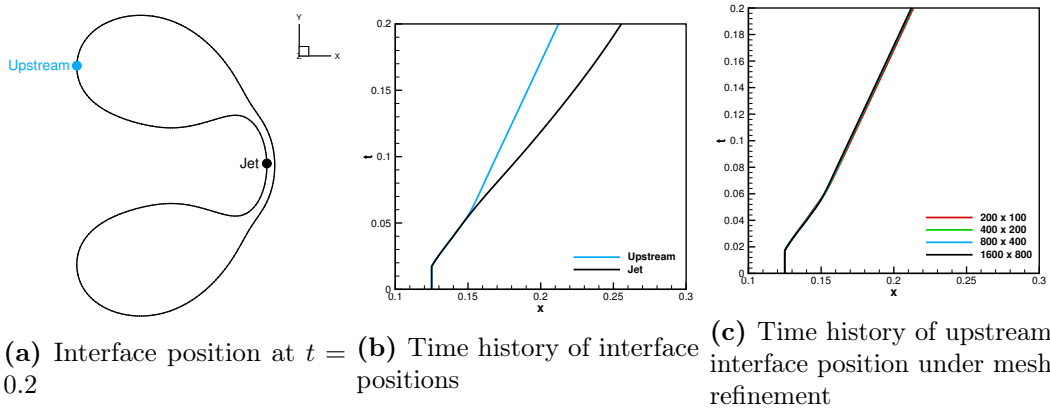 Y
Z
X
Upstream
Jet
0.2
0.15
0.1
0.05
0
t
0.1
0.15
0.2
0.25
0.3
x
Upstream
Jet
0.2
0.18
0.16
0.14
0.12
0.1
0.08
0.06
0.04
0.02
0
t
0.1
0.15
0.2
0.25
0.3
x
200 x 100
400 x 200
800 x 400
1600 x 800
(a) Interface position at t =
0.2
(b) Time history of interface
positions
(c) Time history of upstream
interface position under mesh
refinement